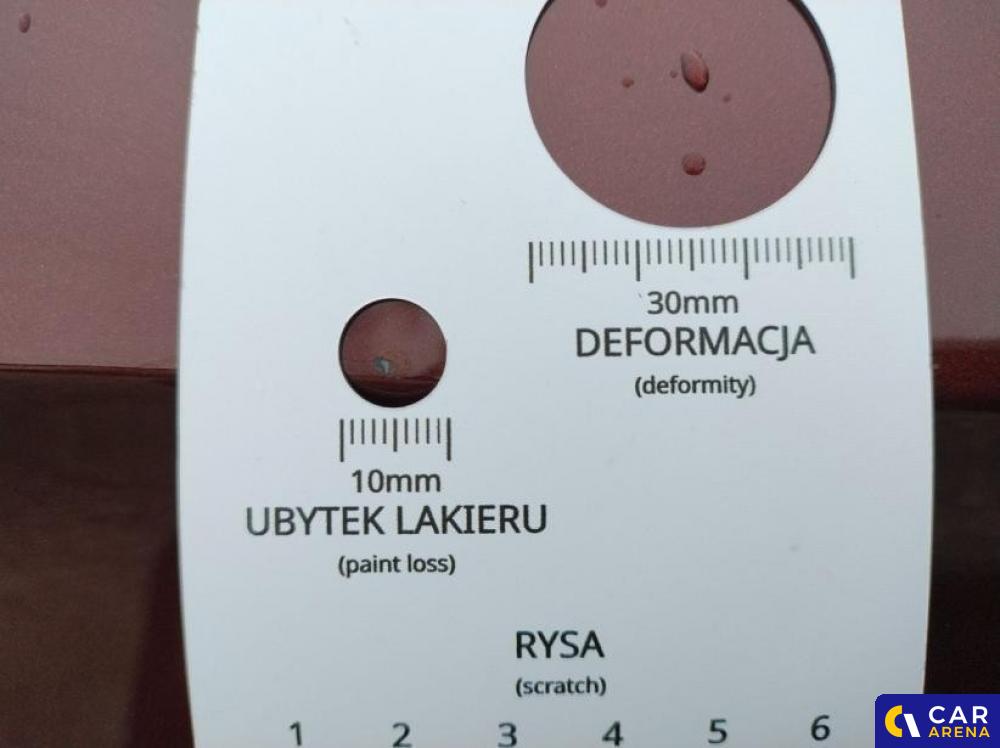 30mm
DEFORMACJA
(deformity)
10mm
UBYTEK LAKIERU
(paint loss)
RYSA
(scratch)
1 2 3 4 5 6
CAR
ARENA